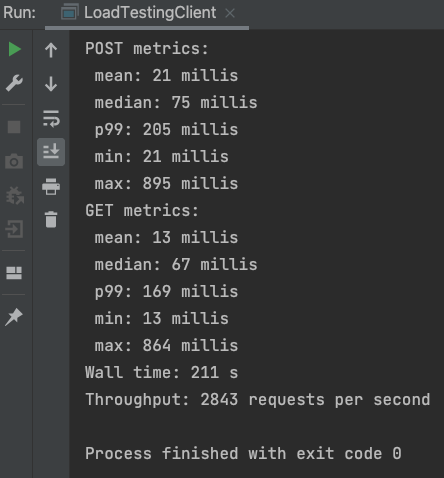 Run:
LoadTestingClient
POST metrics:
mean: 21 millis
median: 75 millis
p99: 205 millis
min: 21 millis
max: 895 millis
GET metrics:
mean: 13 millis
median: 67 millis
p99: 169 millis
min: 13 millis
max: 864 millis
Wall time: 211 s
Throughput: 2843 requests per second
Process finished with exit code 0